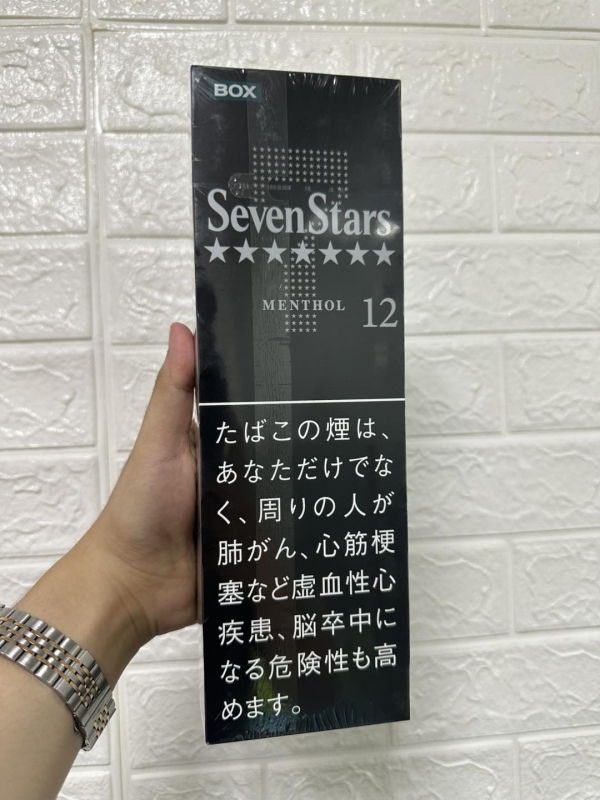 BOX
SevenStars
MENTHOL
12
たばこの煙は、
あなただけでな
く、周りの人が
肺がん、心筋梗
塞など虚血性心
疾患、脳卒中に
なる危険性も高
めます。